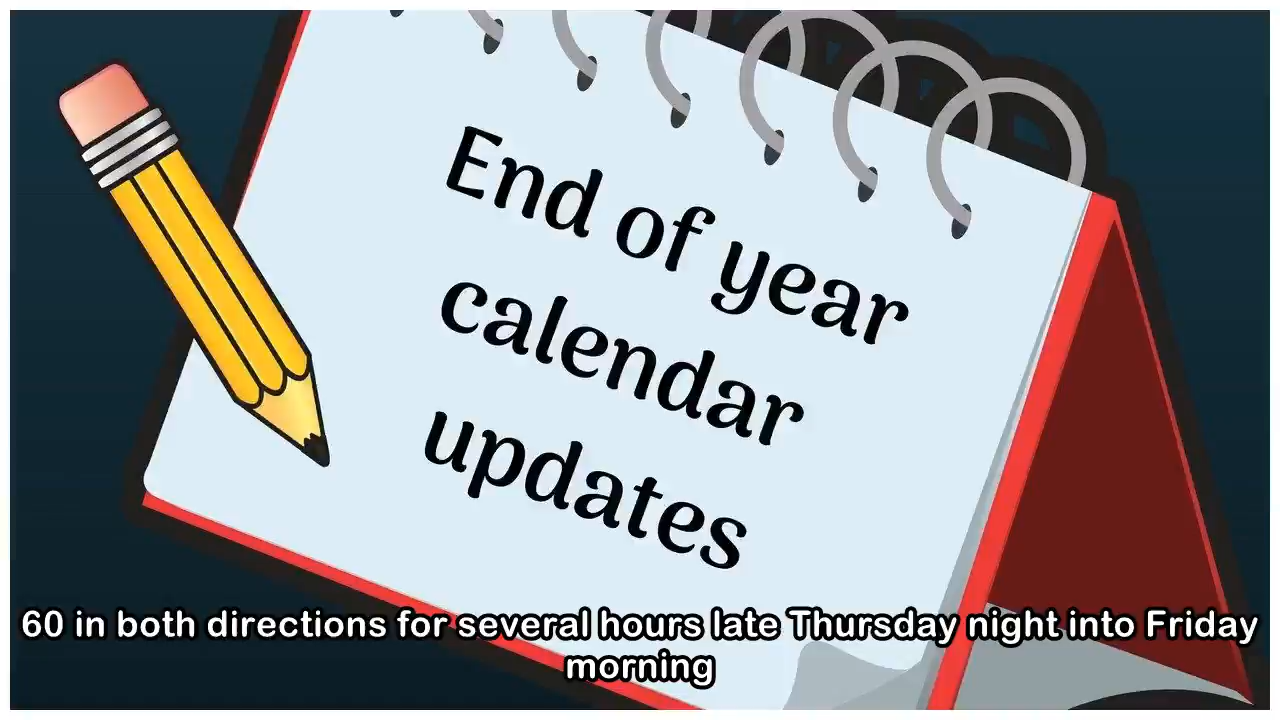 End of year
calendar
updates
60 in both directions for several hours late Thursday night into Friday
morning